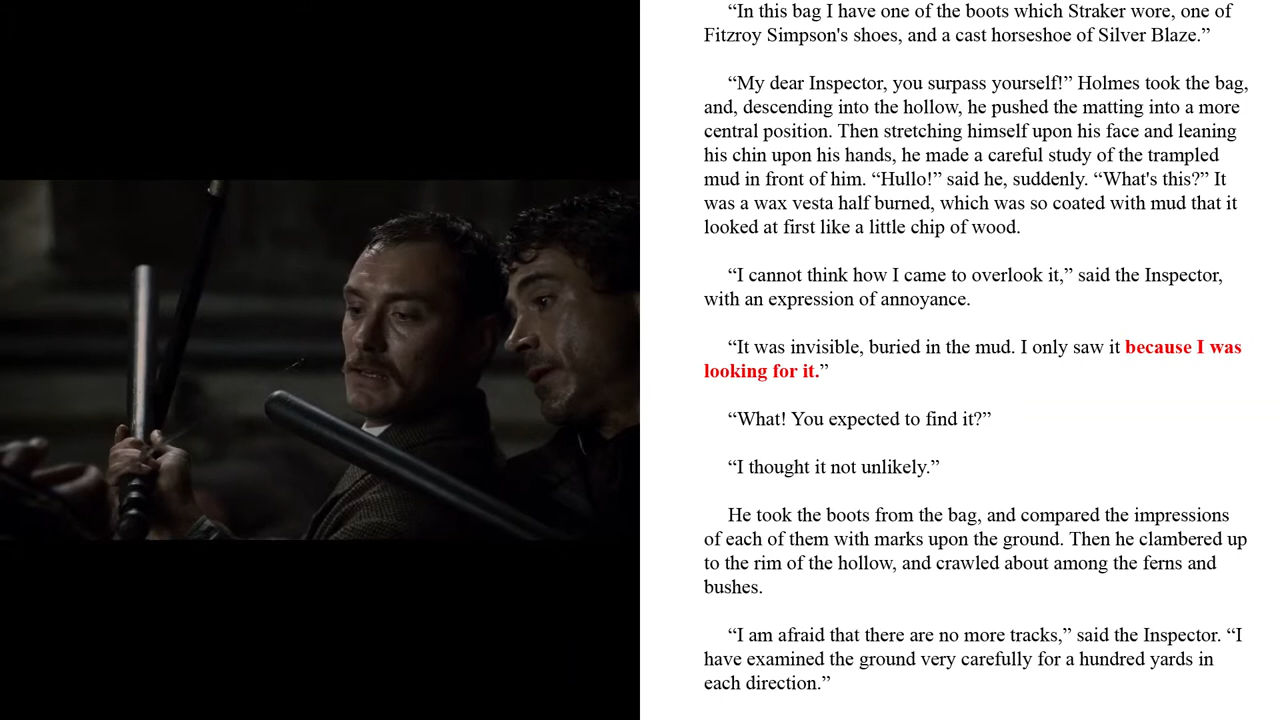 “In this bag I have one of the boots which Straker wore, one of
Fitzroy Simpson's shoes, and a cast horseshoe of Silver Blaze.”
“My dear Inspector, you surpass yourself!” Holmes took the bag,
and, descending into the hollow, he pushed the matting into a more
central position. Then stretching himself upon his face and leaning
his chin upon his hands, he made a careful study of the trampled
mud in front of him. “Hullo!” said he, suddenly. “What's this?” It
was a wax vesta half burned, which was so coated with mud that it
looked at first like a little chip of wood.
“I cannot think how I came to overlook it,” said the Inspector,
with an expression of annoyance.
“It was invisible, buried in the mud. I only saw it because I was
looking for it.”
“What! You expected to find it?”
“I thought it not unlikely.”
He took the boots from the bag, and compared the impressions
of each of them with marks upon the ground. Then he clambered up
to the rim of the hollow, and crawled about among the ferns and
bushes.
“I am afraid that there are no more tracks,” said the Inspector. “I
have examined the ground very carefully for a hundred yards in
each direction.”